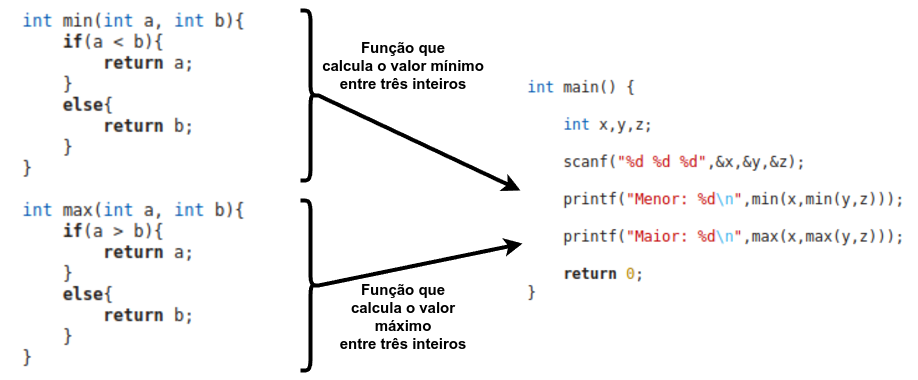 int min(int a, int b){
    if(a < b){
        return a;
    }
    else{
        return b;
    }
}
Função que
calcula o valor mínimo
entre três inteiros
int max(int a, int b){
    if(a > b){
        return a;
    }
    else{
        return b;
    }
}
Função que
calcula o valor
máximo
entre três inteiros
int main() {
    int x,y,z;
    scanf("%d %d %d",&x,&y,&z);
    printf("Menor: %d\n",min(x,min(y,z)));
    printf("Maior: %d\n",max(x,max(y,z)));
    return 0;
}